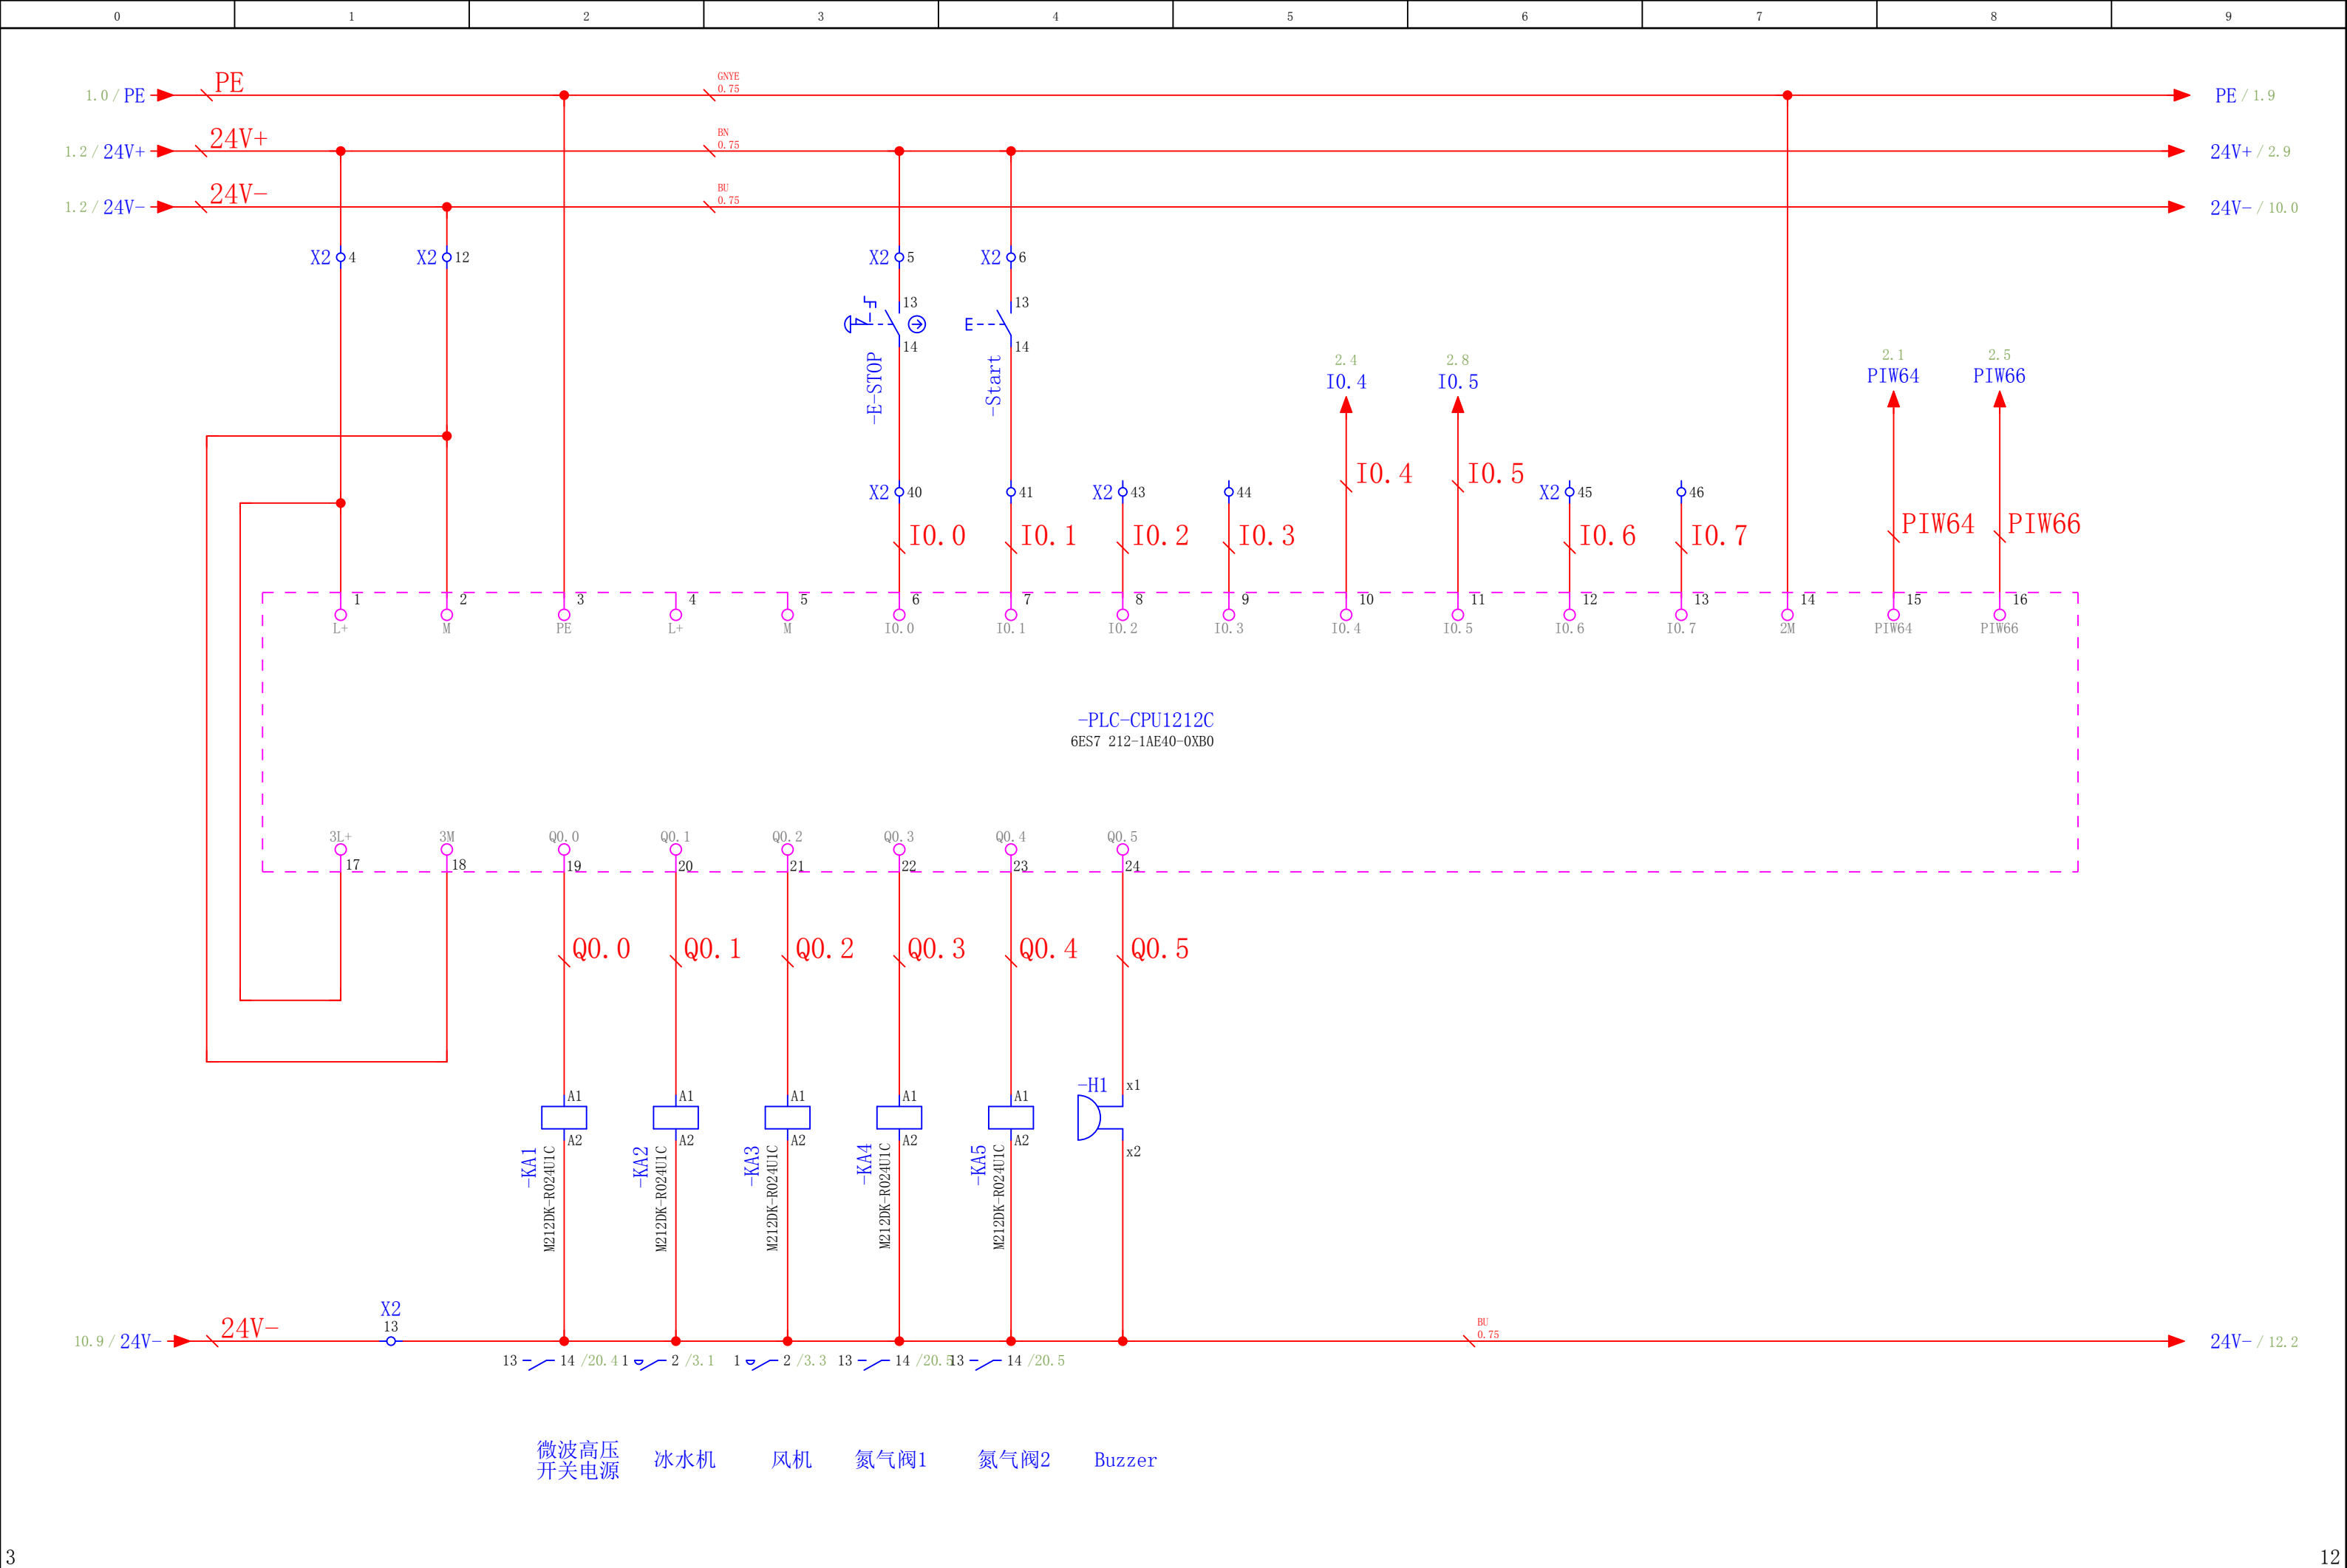 0 1 2 3 4 5 6 7 8 9
1.0 / PE PE GNYE 0.75 PE / 1.9
1.2 / 24V+ 24V+ BN 0.75 24V+ / 2.9
1.2 / 24V- 24V- BU 0.75 24V- / 10.0
X2 4 X2 12 X2 5 X2 6
13 13
14 14
-E-STOP -Start
2.4 2.8 2.1 2.5
I0.4 I0.5 PIW64 PIW66
I0.4 I0.5
X2 40 41 X2 43 44 X2 45 46
I0.0 I0.1 I0.2 I0.3 I0.6 I0.7 PIW64 PIW66
1 2 3 4 5 6 7 8 9 10 11 12 13 14 15 16
L+ M PE L+ M I0.0 I0.1 I0.2 I0.3 I0.4 I0.5 I0.6 I0.7 2M PIW64 PIW66
-PLC-CPU1212C
6ES7 212-1AE40-0XB0
3L+ 3M Q0.0 Q0.1 Q0.2 Q0.3 Q0.4 Q0.5
17 18 19 20 21 22 23 24
Q0.0 Q0.1 Q0.2 Q0.3 Q0.4 Q0.5
A1 A1 A1 A1 A1 -H1 x1
A2 A2 A2 A2 A2 x2
-KA1 M212DK-R024U1C -KA2 M212DK-R024U1C -KA3 M212DK-R024U1C -KA4 M212DK-R024U1C -KA5 M212DK-R024U1C
X2
13
10.9 / 24V- 24V- BU 0.75 24V- / 12.2
13 14 /20.4 1 2 /3.1 1 2 /3.3 13 14 /20.5 13 14 /20.5
微波高压
开关电源 冰水机 风机 氮气阀1 氮气阀2 Buzzer
3 12